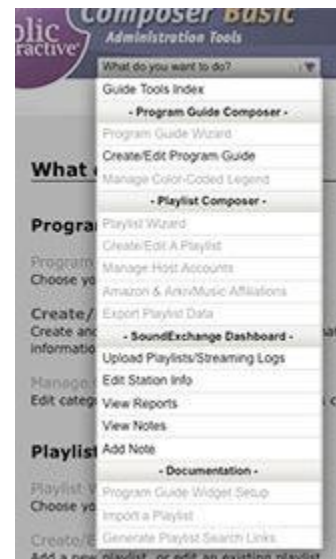 blic
Composer Basic
ractive
Administration Tools
What do you want to do?
Guide Tools Index
- Program Guide Composer -
Program Guide Wizard
Create/Edit Program Guide
Manage Color-Coded Legend
What
- Playlist Composer -
Progra
Playlist Wizard
Create/Edit A Playlist
Program
Manage Host Accounts
Choose yo
Amazon & ArkivMusic Affiliations
Create/
Export Playlist Data
Create and
- SoundExchange Dashboard -
informatio
Upload Playlists/Streaming Logs
Manage
Edit Station Info
Edit categ
View Reports
View Notes
Playlist
Add Note
- Documentation -
Playlist W
Program Guide Widget Setup
Choose yo
Import a Playlist
Create/E
Generate Playlist Search Links
Add a new playlist, or edit an existing playlist